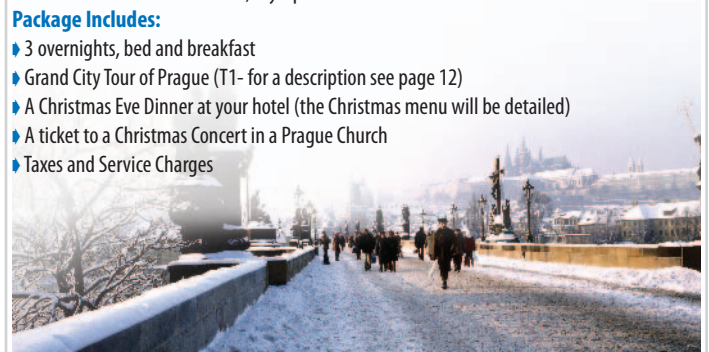 Package Includes:
➧ 3 overnights, bed and breakfast
➧ Grand City Tour of Prague (T1- for a description see page 12)
➧ A Christmas Eve Dinner at your hotel (the Christmas menu will be detailed)
➧ A ticket to a Christmas Concert in a Prague Church
➧ Taxes and Service Charges